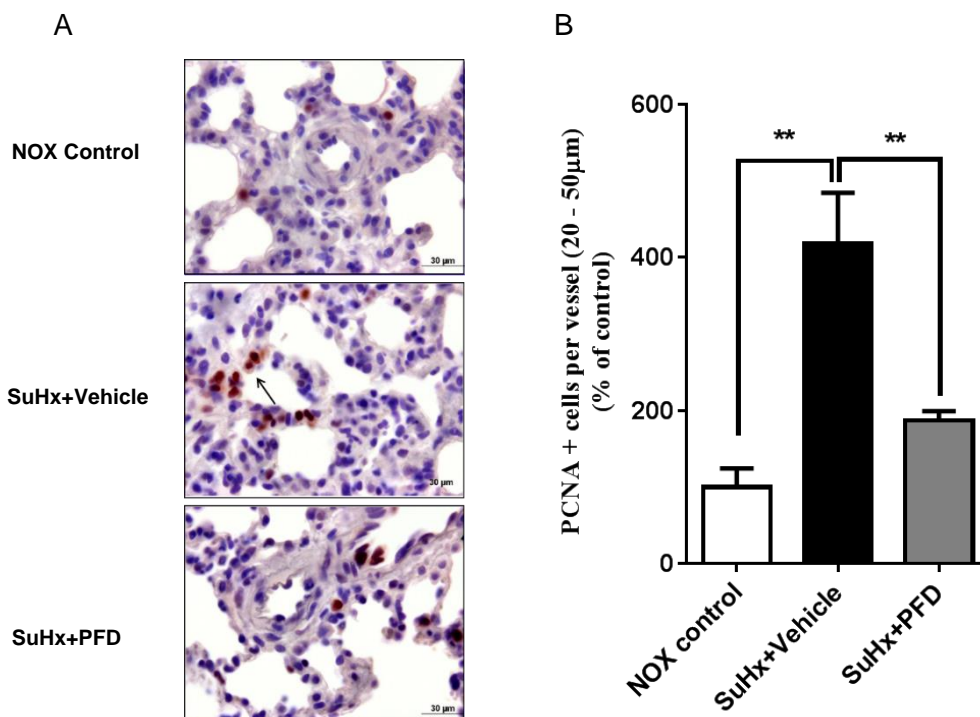 A
NOX Control
30 µm
SuHx+Vehicle
30 µm
SuHx+PFD
30 µm
B
PCNA + cells per vessel (20 - 50µm)
(% of control)
600
400
200
0
**
**
NOX control
SuHx+Vehicle
SuHx+PFD